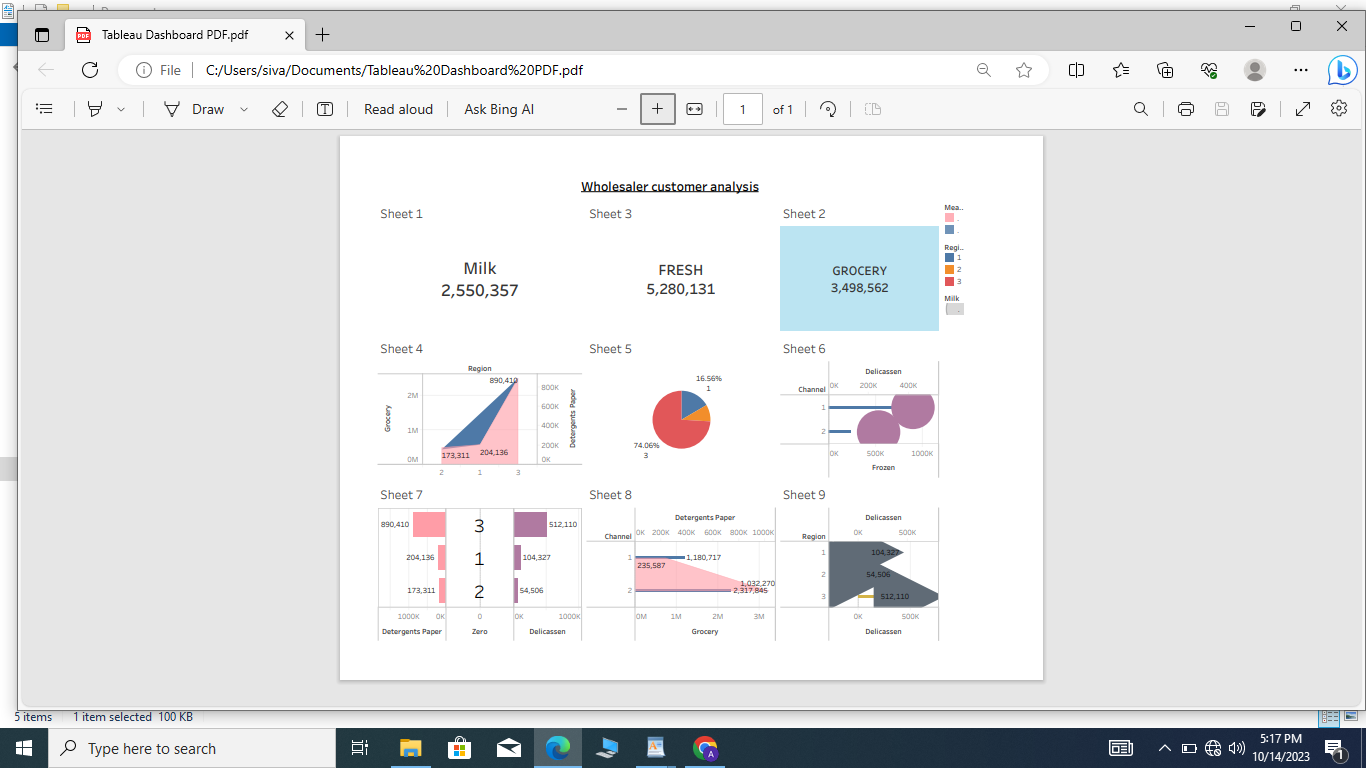 Tableau Dashboard PDF.pdf
File
C:/Users/siva/Documents/Tableau%20Dashboard%20PDF.pdf
Draw
Read aloud
Ask Bing AI
1
of 1
Wholesaler customer analysis
Sheet 1
Milk
2,550,357
Sheet 3
FRESH
5,280,131
Sheet 2
GROCERY
3,498,562
Mea..
Regi..
1
2
3
Milk
Sheet 4
Region
890,410
2M
1M
0M
Grocery
800K
600K
400K
200K
0K
Detergents Paper
173,311
204,136
2 1 3
Sheet 5
16.56%
1
74.06%
3
Sheet 6
Delicassen
Channel
0K 200K 400K
1
2
0K 500K 1000K
Frozen
Sheet 7
890,410 3 512,110
204,136 1 104,327
173,311 2 54,506
1000K 0K 0 0K 1000K
Detergents Paper Zero Delicassen
Sheet 8
Detergents Paper
Channel
0K 200K 400K 600K 800K 1000K
1
1,180,717
235,587
1,032,270
2
2,317,845
0M 1M 2M 3M
Grocery
Sheet 9
Delicassen
Region
0K 500K
1
104,327
2
54,506
3
512,110
0K 500K
Delicassen
5 items 1 item selected 100 KB
Type here to search
5:17 PM
10/14/2023
1